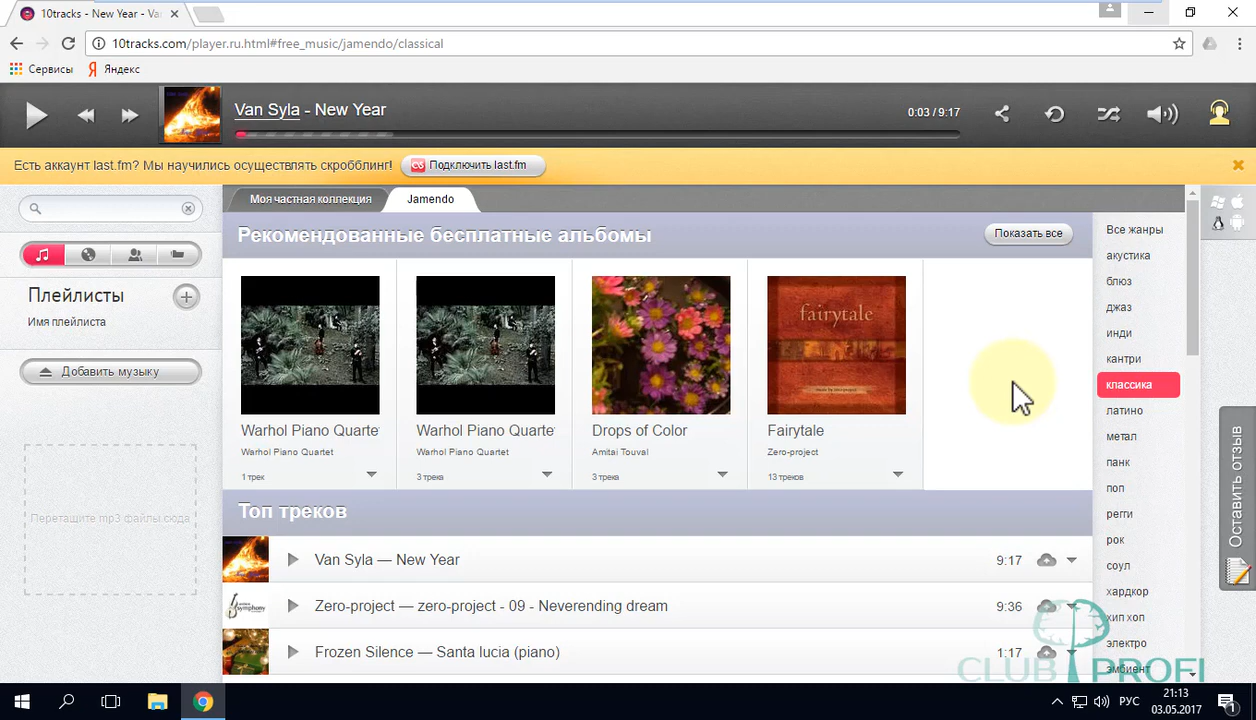 10tracks - New Year - Va
10tracks.com/player.ru.html#free_music/jamendo/classical
Сервисы
Яндекс
Van Syla - New Year
0:03 / 9:17
Есть аккаунт last.fm? Мы научились осуществлять скробблинг!
Подключить last.fm
Моя частная коллекция
Jamendo
Рекомендованные бесплатные альбомы
Показать все
Плейлисты
Имя плейлиста
Добавить музыку
Перетащите mp3 файлы сюда
fairytale
Warhol Piano Quarte
Warhol Piano Quartet
1 трек
Warhol Piano Quarte
Warhol Piano Quartet
3 трека
Drops of Color
Amitai Touval
3 трека
Fairytale
Zero-project
13 треков
Топ треков
Van Syla — New Year
9:17
Zero-project — zero-project - 09 - Neverending dream
9:36
Frozen Silence — Santa lucia (piano)
1:17
Все жанры
акустика
блюз
джаз
инди
кантри
классика
латино
метал
панк
поп
регги
рок
соул
хардкор
хип хоп
электро
эмбиент
Оставить отзыв
CLUB PROFI
РУС
21:13
03.05.2017
1